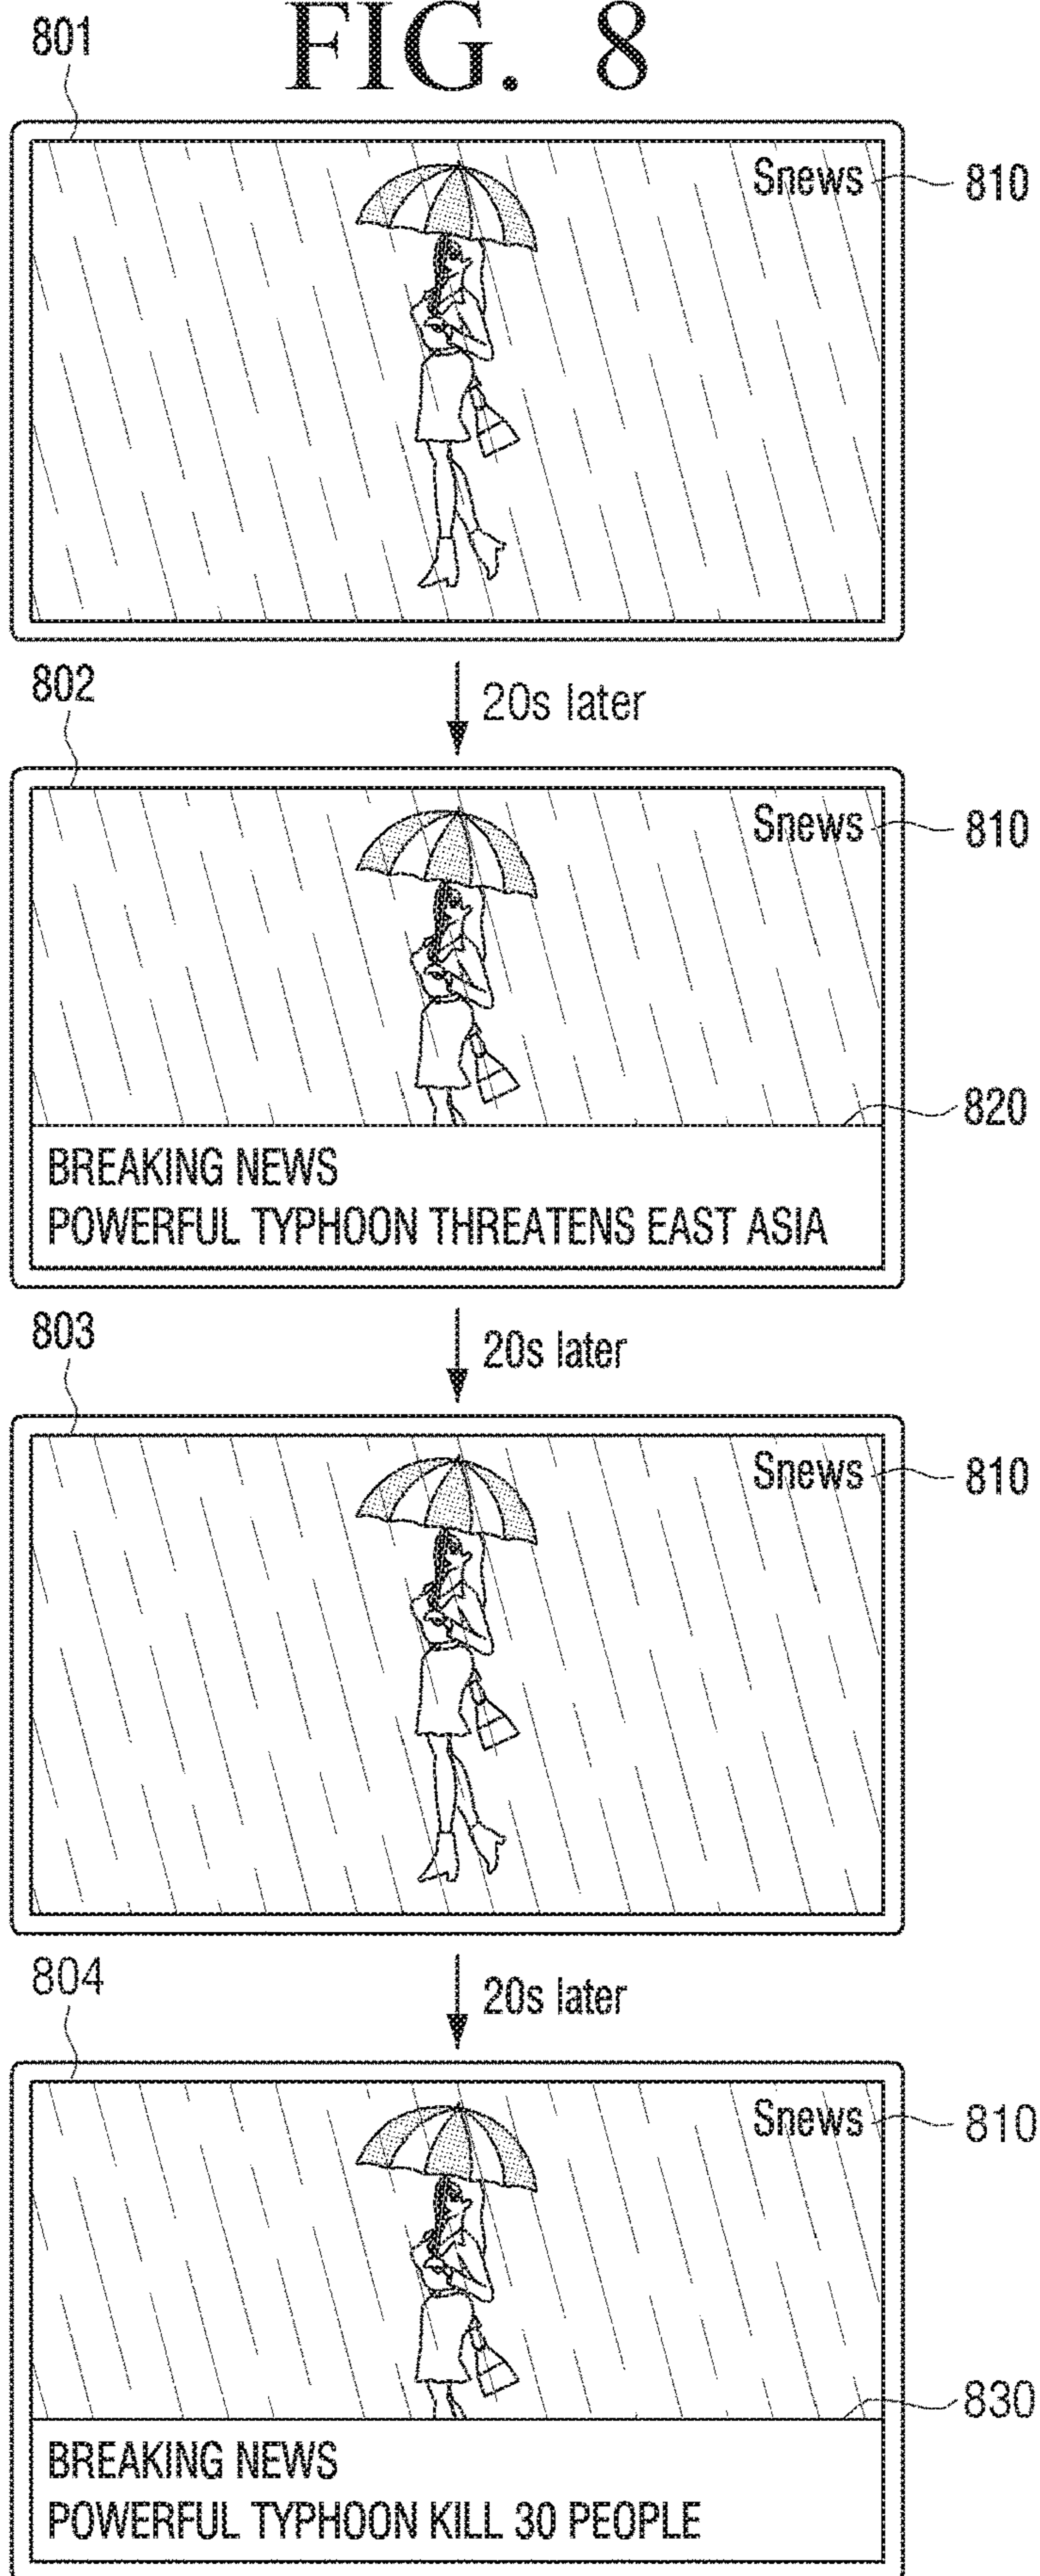 FIG. 8
801
Snews
810
20s later
802
Snews
810
820
BREAKING NEWS
POWERFUL TYPHOON THREATENS EAST ASIA
20s later
803
Snews
810
20s later
804
Snews
810
830
BREAKING NEWS
POWERFUL TYPHOON KILL 30 PEOPLE